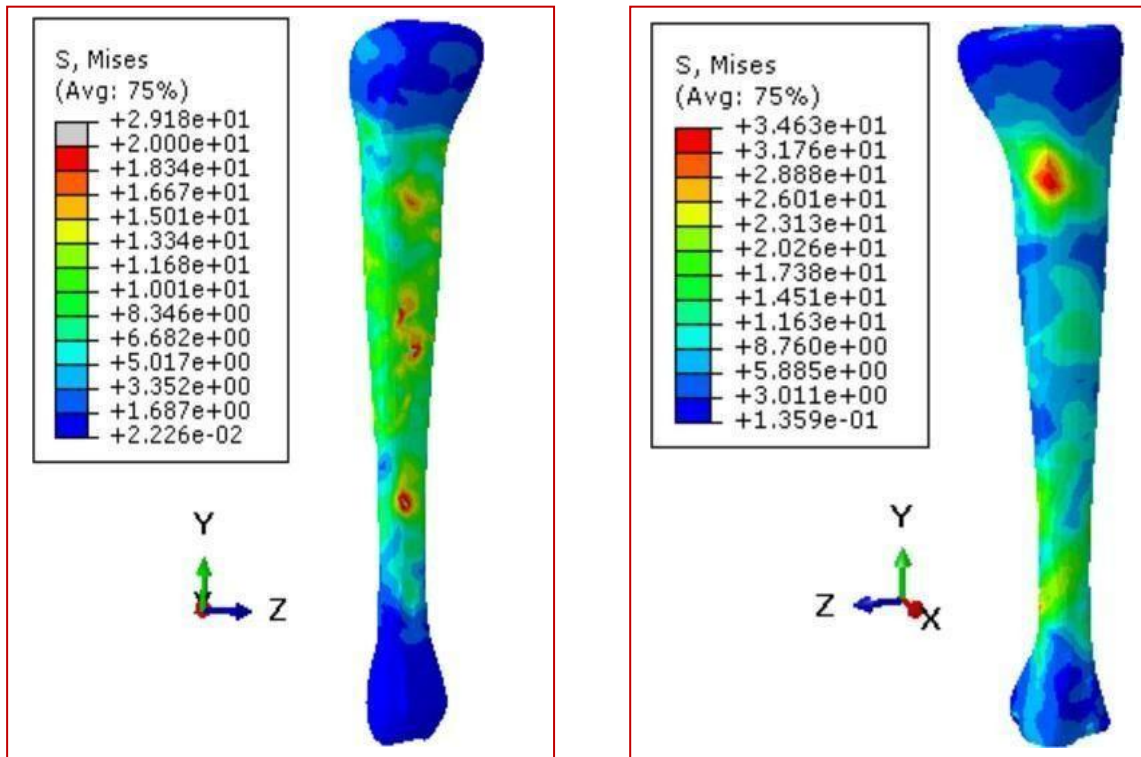 S, Mises
(Avg: 75%)
+2.918e+01
+2.000e+01
+1.834e+01
+1.667e+01
+1.501e+01
+1.334e+01
+1.168e+01
+1.001e+01
+8.346e+00
+6.682e+00
+5.017e+00
+3.352e+00
+1.687e+00
+2.226e-02
Y
Z
S, Mises
(Avg: 75%)
+3.463e+01
+3.176e+01
+2.888e+01
+2.601e+01
+2.313e+01
+2.026e+01
+1.738e+01
+1.451e+01
+1.163e+01
+8.760e+00
+5.885e+00
+3.011e+00
+1.359e-01
Y
Z
X